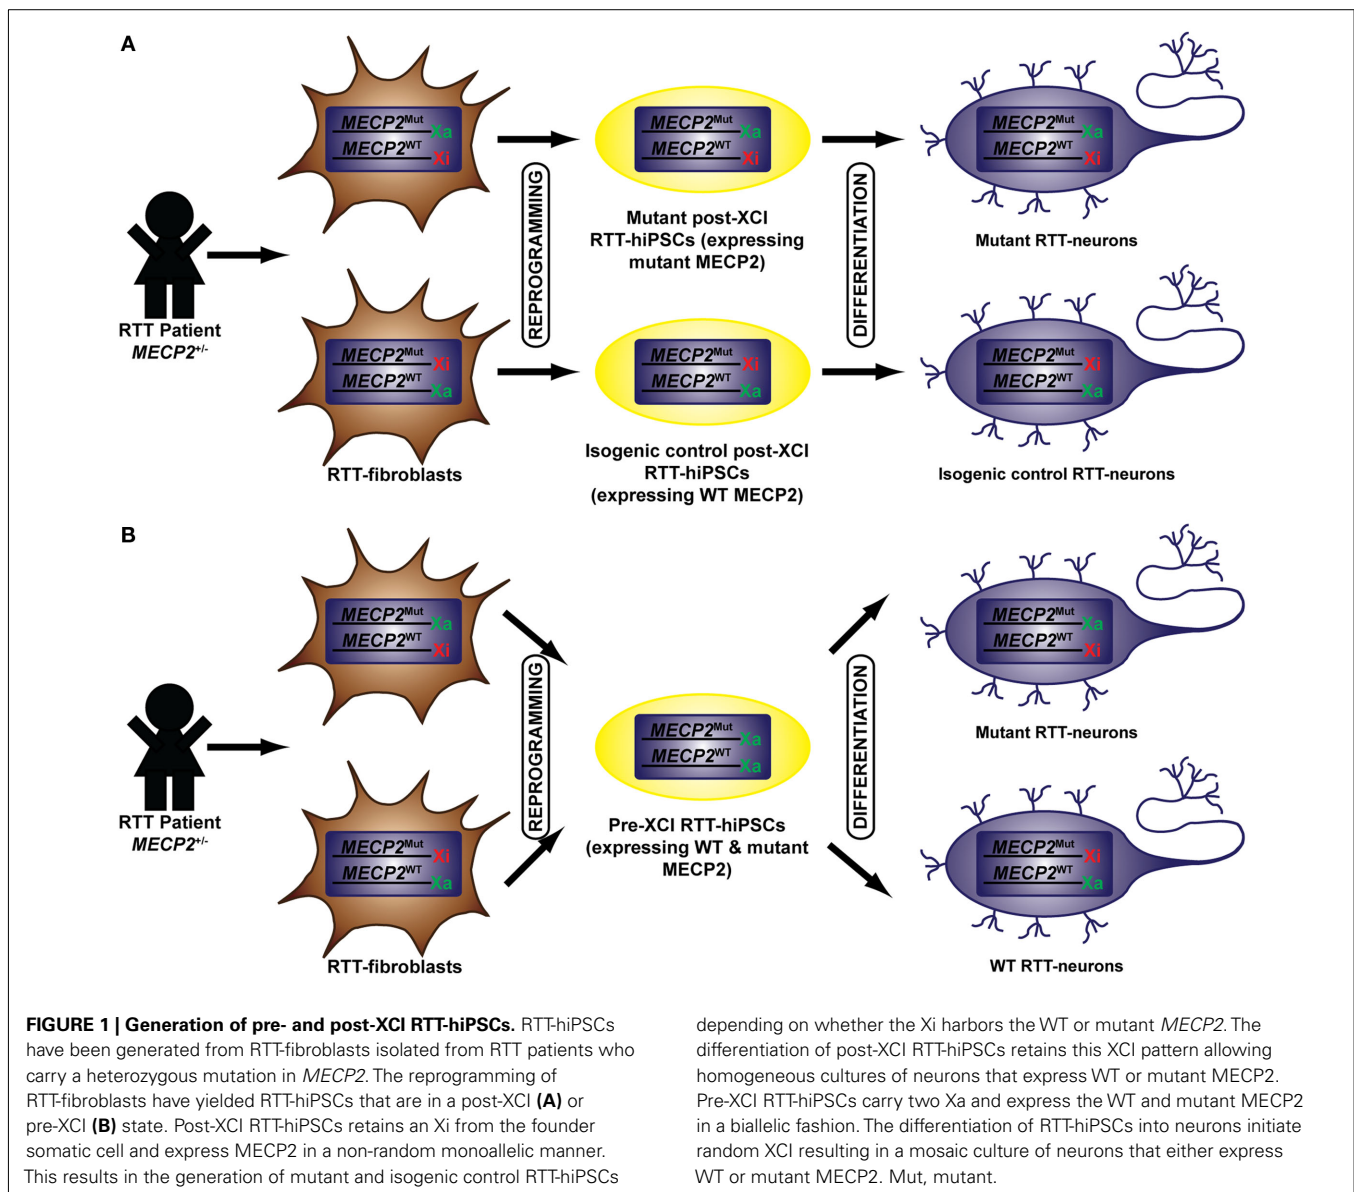 A
MECP2Mut
Xa
MECP2WT
Xi
MECP2Mut
Xa
MECP2WT
Xi
MECP2Mut
Xa
MECP2WT
Xi
REPROGRAMMING
DIFFERENTIATION
Mutant post-XCI
RTT-hiPSCs (expressing
mutant MECP2)
Mutant RTT-neurons
RTT Patient
MECP2+/-
MECP2Mut
Xi
MECP2WT
Xa
MECP2Mut
Xi
MECP2WT
Xa
MECP2Mut
Xi
MECP2WT
Xa
RTT-fibroblasts
Isogenic control post-XCI
RTT-hiPSCs
(expressing WT MECP2)
Isogenic control RTT-neurons
B
MECP2Mut
Xa
MECP2WT
Xi
MECP2Mut
Xa
MECP2WT
Xi
REPROGRAMMING
DIFFERENTIATION
MECP2Mut
Xa
MECP2WT
Xa
Mutant RTT-neurons
RTT Patient
MECP2+/-
Pre-XCI RTT-hiPSCs
(expressing WT & mutant
MECP2)
MECP2Mut
Xi
MECP2WT
Xa
MECP2Mut
Xi
MECP2WT
Xa
RTT-fibroblasts
WT RTT-neurons
FIGURE 1 | Generation of pre- and post-XCI RTT-hiPSCs. RTT-hiPSCs
have been generated from RTT-fibroblasts isolated from RTT patients who
carry a heterozygous mutation in MECP2. The reprogramming of
RTT-fibroblasts have yielded RTT-hiPSCs that are in a post-XCI (A) or
pre-XCI (B) state. Post-XCI RTT-hiPSCs retains an Xi from the founder
somatic cell and express MECP2 in a non-random monoallelic manner.
This results in the generation of mutant and isogenic control RTT-hiPSCs
depending on whether the Xi harbors the WT or mutant MECP2. The
differentiation of post-XCI RTT-hiPSCs retains this XCI pattern allowing
homogeneous cultures of neurons that express WT or mutant MECP2.
Pre-XCI RTT-hiPSCs carry two Xa and express the WT and mutant MECP2
in a biallelic fashion. The differentiation of RTT-hiPSCs into neurons initiate
random XCI resulting in a mosaic culture of neurons that either express
WT or mutant MECP2. Mut, mutant.